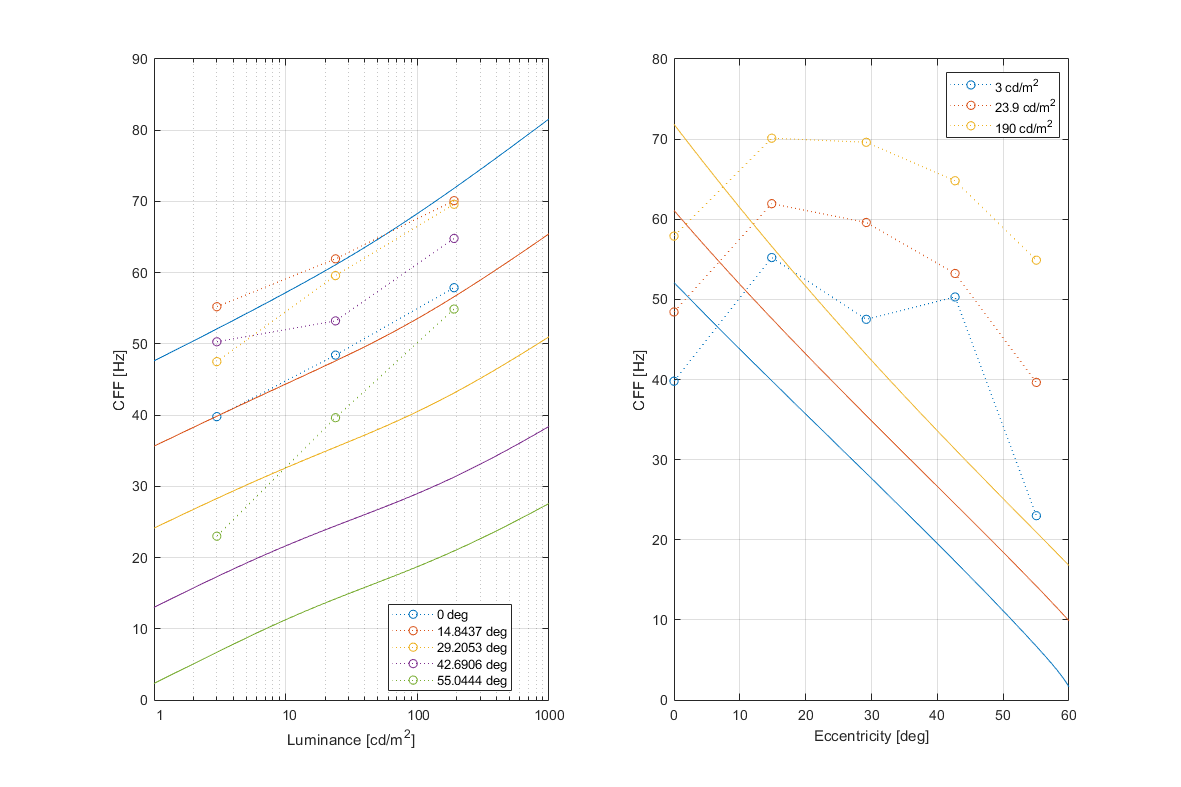 90
80
70
60
50
40
30
20
10
0
CFF [Hz]
1 10 100 1000
Luminance [cd/m²]
0 deg
14.8437 deg
29.2053 deg
42.6906 deg
55.0444 deg
80
70
60
50
40
30
20
10
0
CFF [Hz]
0 10 20 30 40 50 60
Eccentricity [deg]
3 cd/m²
23.9 cd/m²
190 cd/m²